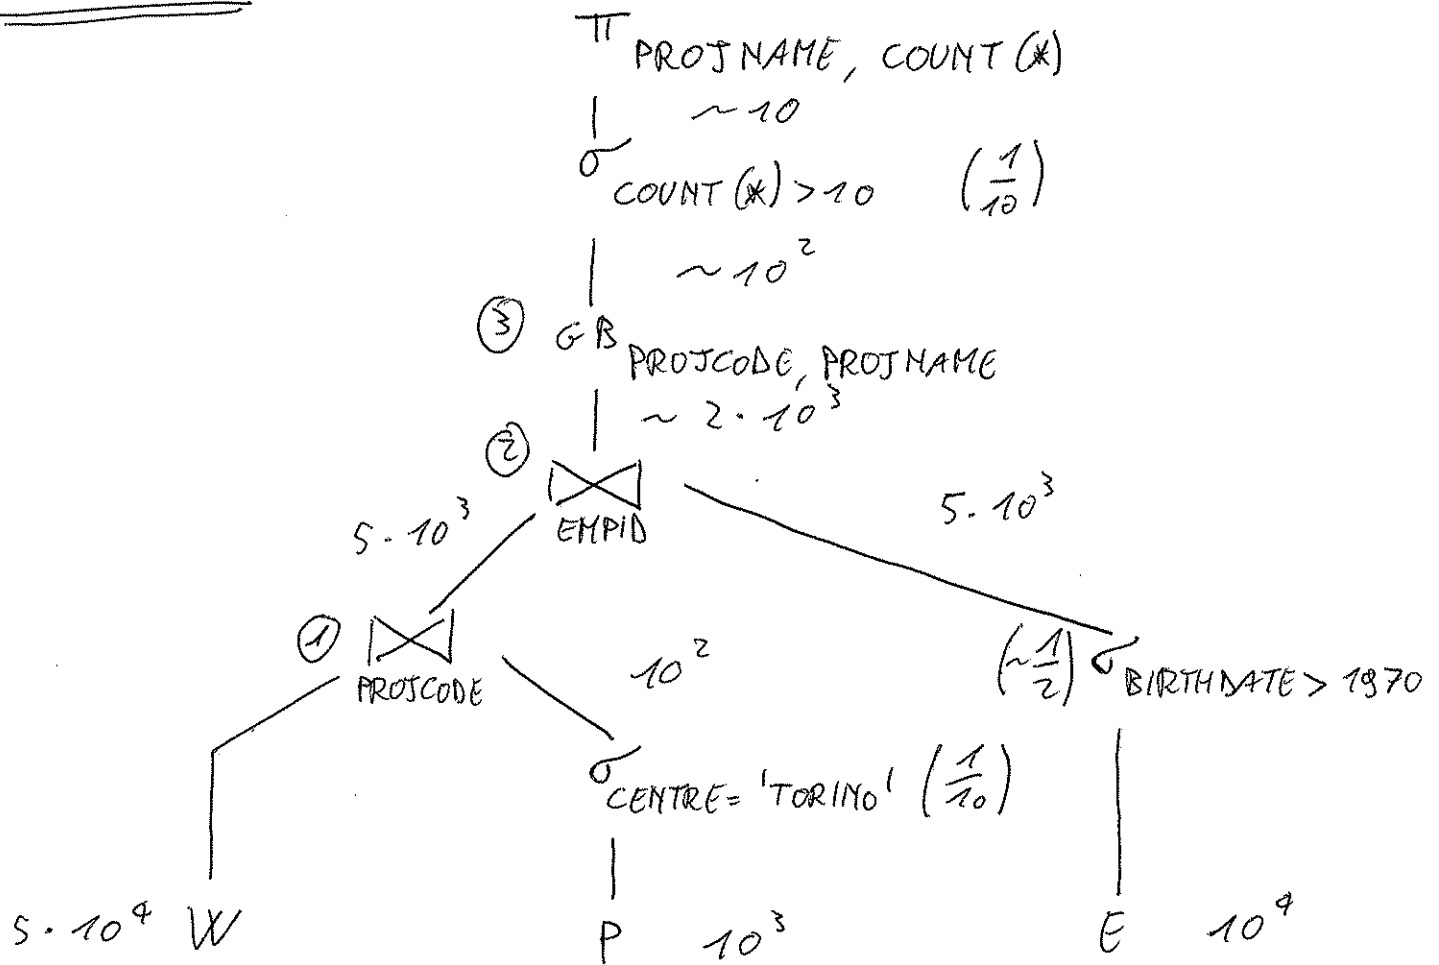 π PROJNAME, COUNT(*)
~10
σ COUNT(*)>10 (1/10)
~10²
③ GB PROJCODE, PROJNAME
~ 2·10³
②
⋈ EMPID
5·10³
5·10³
①
⋈ PROJCODE
10²
(~1/2) σ BIRTHDATE > 1970
σ CENTRE='TORINO' (1/10)
5·10⁴ W
P 10³
E 10⁴